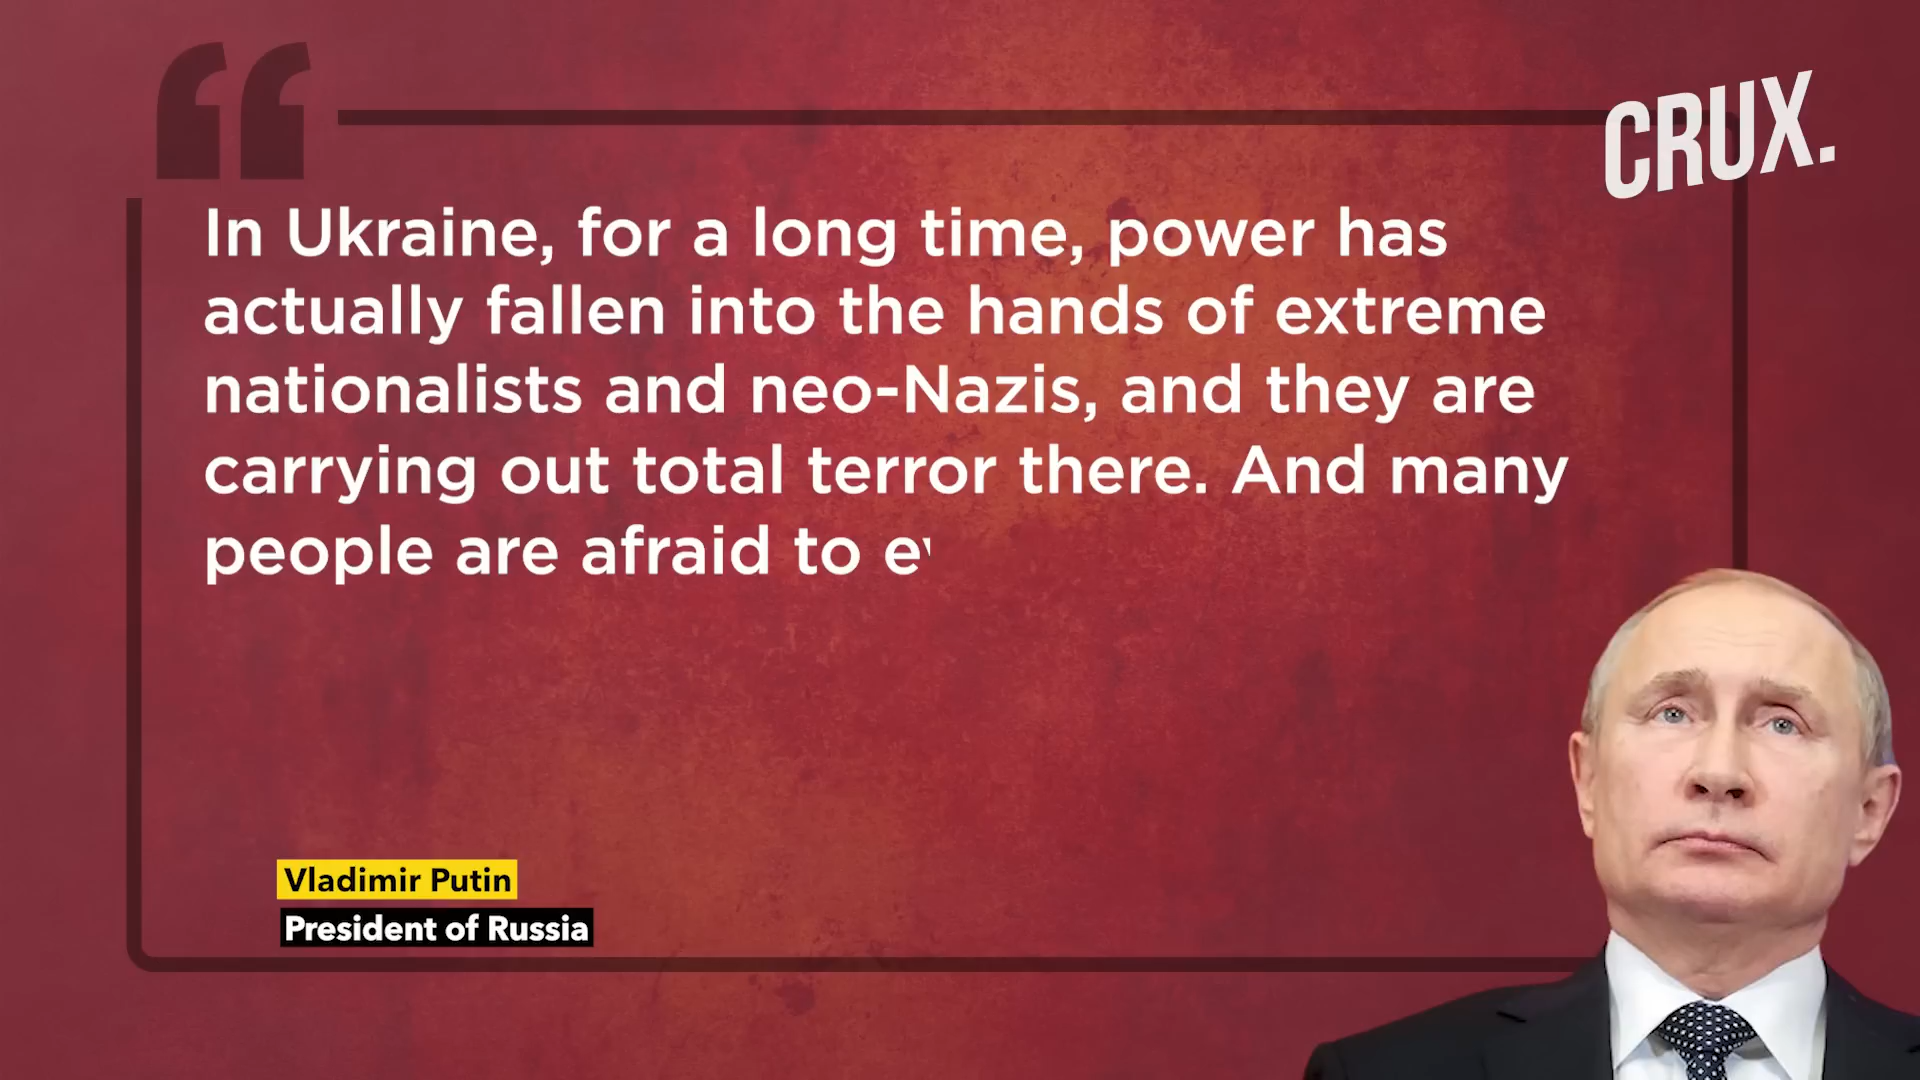 CRUX.
In Ukraine, for a long time, power has
actually fallen into the hands of extreme
nationalists and neo-Nazis, and they are
carrying out total terror there. And many
people are afraid to
Vladimir Putin
President of Russia